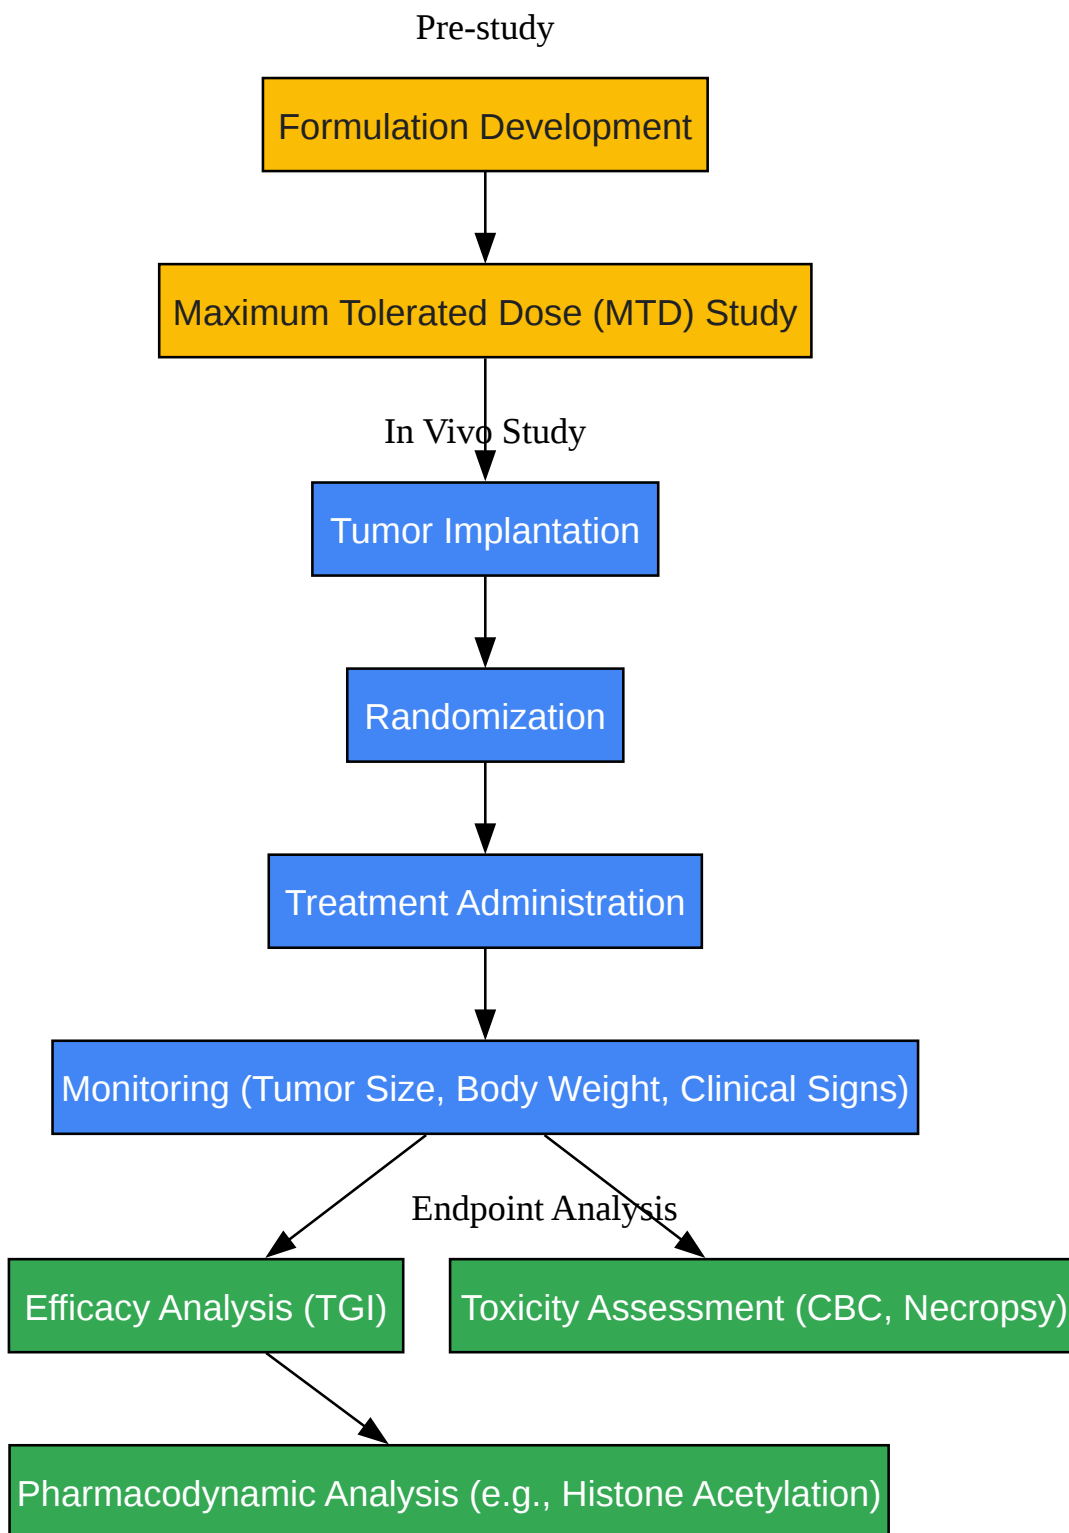 Pre-study
Formulation Development
Maximum Tolerated Dose (MTD) Study
In Vivo Study
Tumor Implantation
Randomization
Treatment Administration
Monitoring (Tumor Size, Body Weight, Clinical Signs)
Endpoint Analysis
Efficacy Analysis (TGI)
Toxicity Assessment (CBC, Necropsy)
Pharmacodynamic Analysis (e.g., Histone Acetylation)